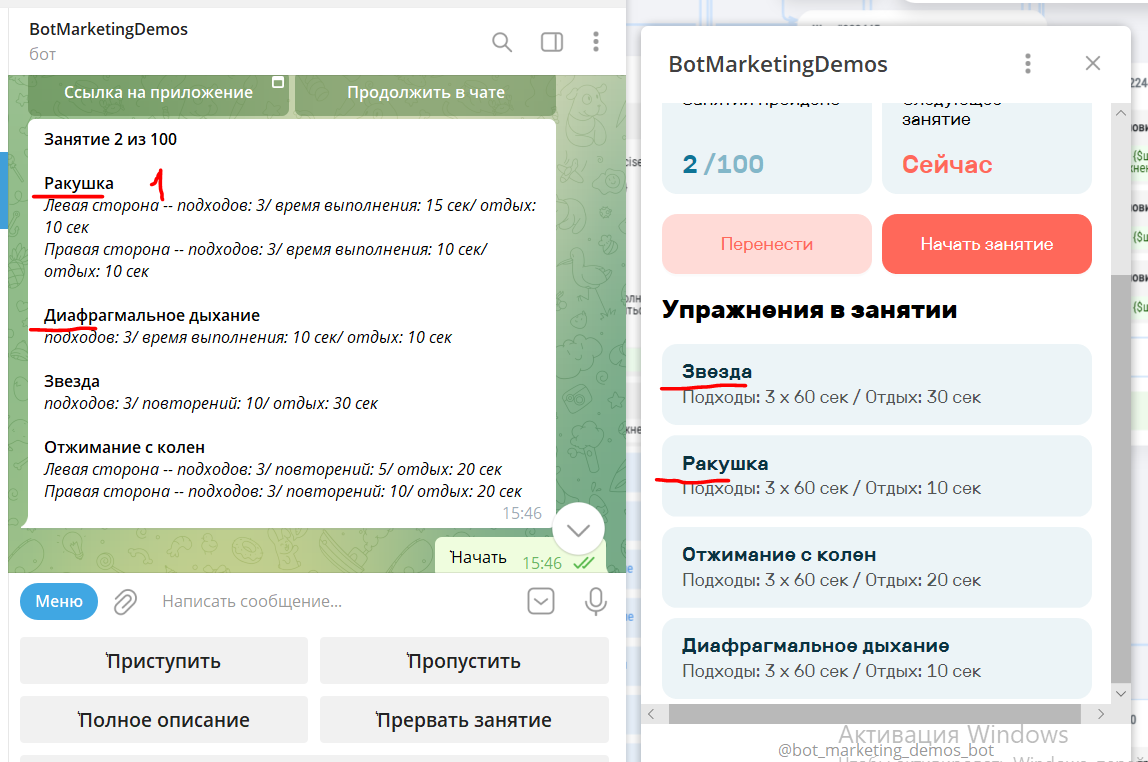 BotMarketingDemos
бот
Ссылка на приложение
Продолжить в чате
Занятие 2 из 100
Ракушка
1
Левая сторона -- подходов: 3/ время выполнения: 15 сек/ отдых:
10 сек
Правая сторона -- подходов: 3/ время выполнения: 10 сек/
отдых: 10 сек
Диафрагмальное дыхание
подходов: 3/ время выполнения: 10 сек/ отдых: 10 сек
Звезда
подходов: 3/ повторений: 10/ отдых: 30 сек
Отжимание с колен
Левая сторона -- подходов: 3/ повторений: 5/ отдых: 20 сек
Правая сторона -- подходов: 3/ повторений: 10/ отдых: 20 сек
15:46
Начать
15:46
Меню
Написать сообщение...
Приступить
Пропустить
Полное описание
Прервать занятие
BotMarketingDemos
занятие
2 /100
Сейчас
Перенести
Начать занятие
Упражнения в занятии
Звезда
Подходы: 3 x 60 сек / Отдых: 30 сек
Ракушка
Подходы: 3 x 60 сек / Отдых: 10 сек
Отжимание с колен
Подходы: 3 x 60 сек / Отдых: 20 сек
Диафрагмальное дыхание
Подходы: 3 x 60 сек / Отдых: 10 сек
Активация Windows
@bot_marketing_demos_bot